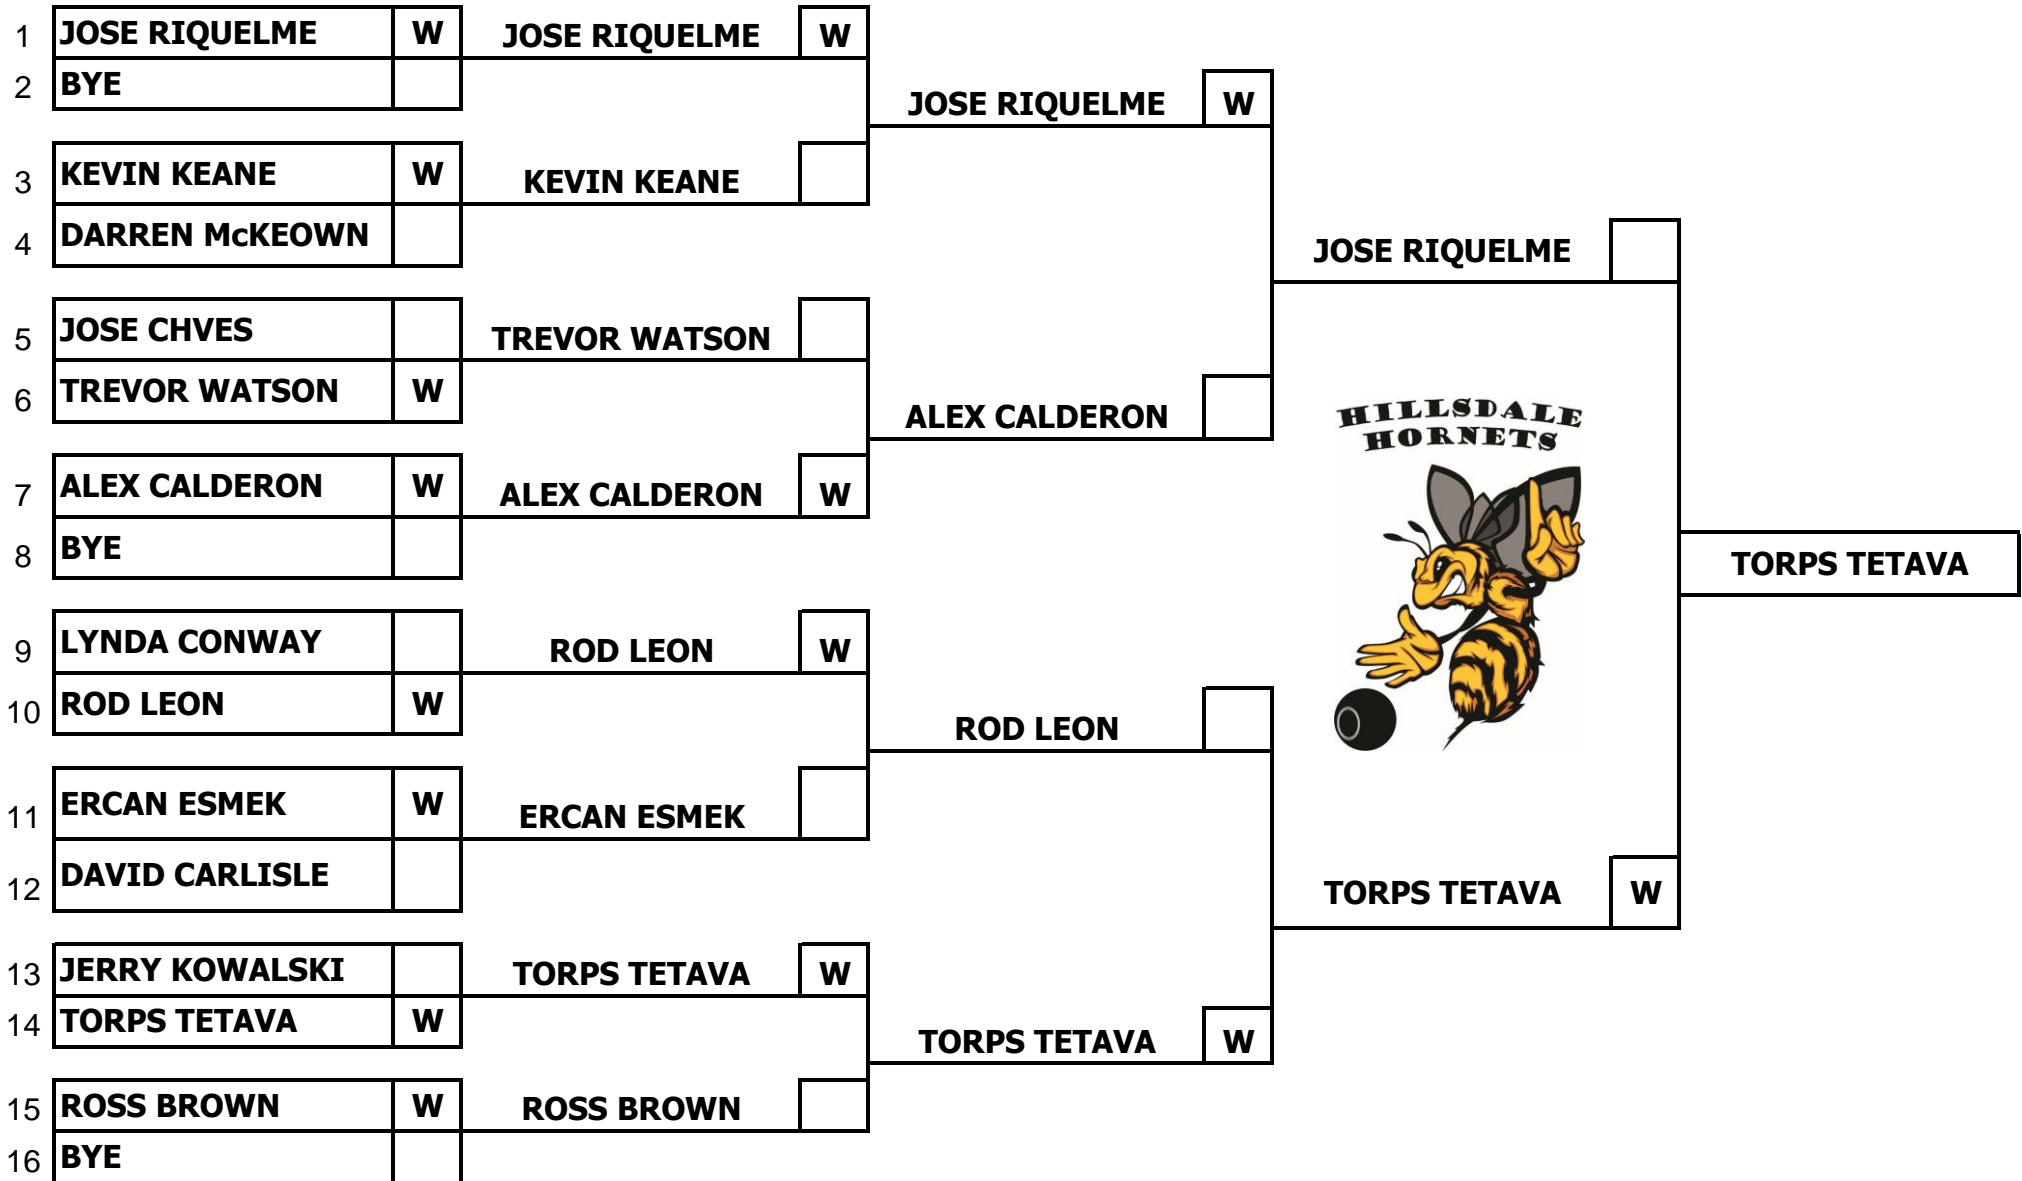 1 JOSE RIQUELME W JOSE RIQUELME W
2 BYE
JOSE RIQUELME W
3 KEVIN KEANE W KEVIN KEANE
4 DARREN McKEOWN
JOSE RIQUELME
5 JOSE CHVES TREVOR WATSON
6 TREVOR WATSON W
ALEX CALDERON
HILLSDALE
HORNETS
7 ALEX CALDERON W ALEX CALDERON W
8 BYE
TORPS TETAVA
9 LYNDA CONWAY ROD LEON W
10 ROD LEON W
ROD LEON
11 ERCAN ESMEK W ERCAN ESMEK
12 DAVID CARLISLE
TORPS TETAVA W
13 JERRY KOWALSKI TORPS TETAVA W
14 TORPS TETAVA W
TORPS TETAVA W
15 ROSS BROWN W ROSS BROWN
16 BYE